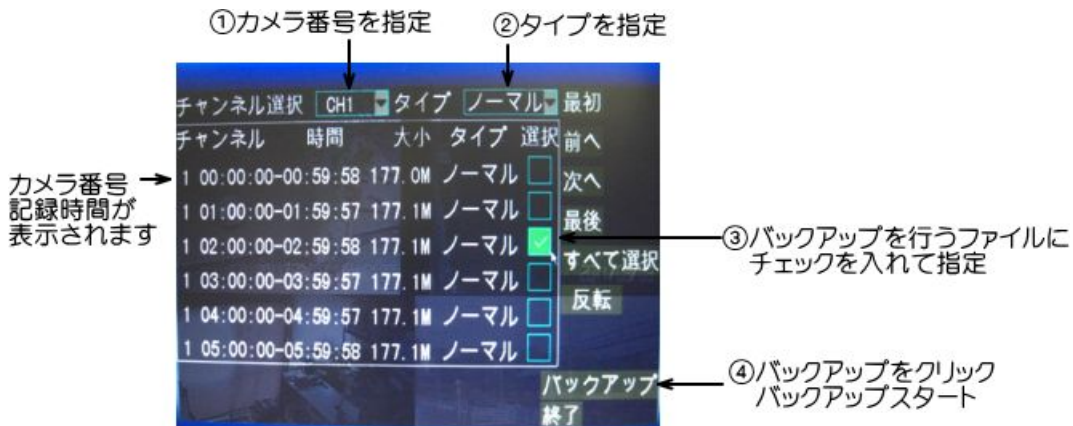 ①カメラ番号を指定
②タイプを指定
チャンネル選択 CH1 タイプ ノーマル 最初
チャンネル 時間 大小 タイプ 選択 前へ
1 00:00:00-00:59:58 177.0M ノーマル 次へ
1 01:00:00-01:59:57 177.1M ノーマル 最後
1 02:00:00-02:59:58 177.1M ノーマル すべて選択
1 03:00:00-03:59:57 177.1M ノーマル 反転
1 04:00:00-04:59:57 177.1M ノーマル
1 05:00:00-05:59:58 177.1M ノーマル
バックアップ
終了
カメラ番号
記録時間が
表示されます
③バックアップを行うファイルに
チェックを入れて指定
④バックアップをクリック
バックアップスタート